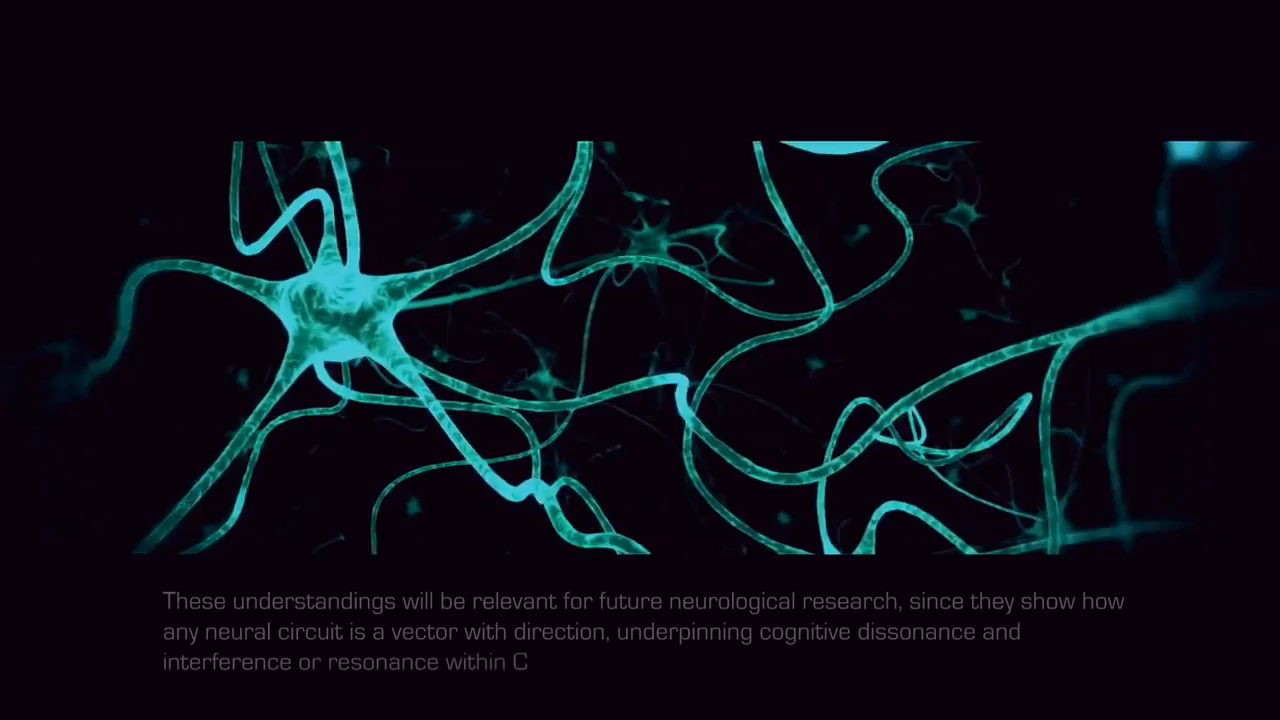 These understandings will be relevant for future neurological research, since they show how
any neural circuit is a vector with direction, underpinning cognitive dissonance and
interference or resonance within C